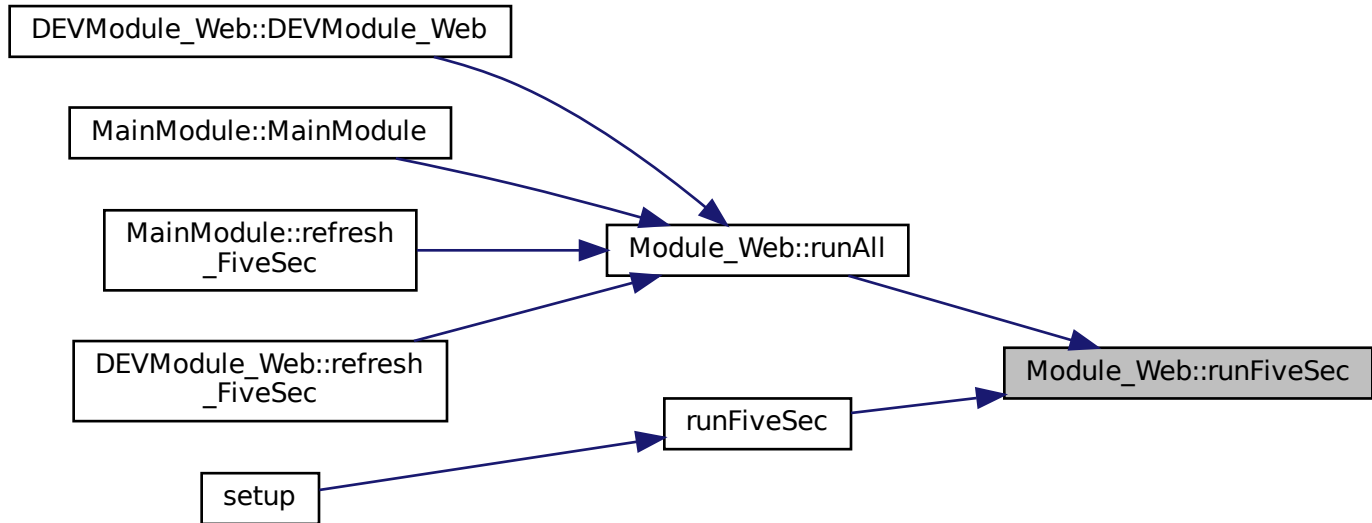 DEVModule_Web::DEVModule_Web
MainModule::MainModule
MainModule::refresh
_FiveSec
DEVModule_Web::refresh
_FiveSec
setup
Module_Web::runAll
runFiveSec
Module_Web::runFiveSec